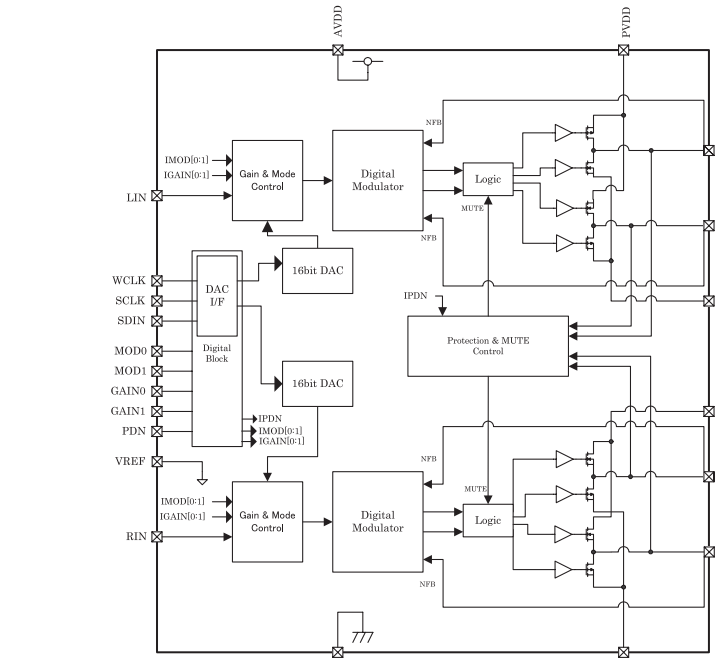 AVDD
PVDD
NFB
IMOD[0:1]
IGAIN[0:1]
Gain & Mode
Control
Digital
Modulator
Logic
MUTE
LIN
NFB
16bit DAC
WCLK
SCLK
SDIN
DAC
I/F
IPDN
Digital
Block
Protection & MUTE
Control
MOD0
MOD1
GAIN0
GAIN1
PDN
16bit DAC
IPDN
IMOD[0:1]
IGAIN[0:1]
VREF
NFB
MUTE
IMOD[0:1]
IGAIN[0:1]
Gain & Mode
Control
Digital
Modulator
Logic
RIN
NFB